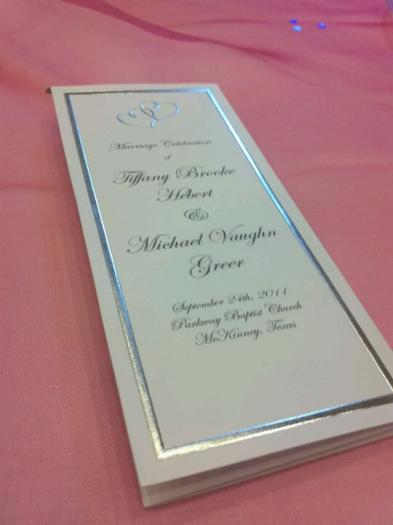 Marriage Celebration
of
Tiffany Brooke
Hebert
&
Michael Vaughn
Greer
September 24th, 2011
Parkway Baptist Church
McKinney, Texas